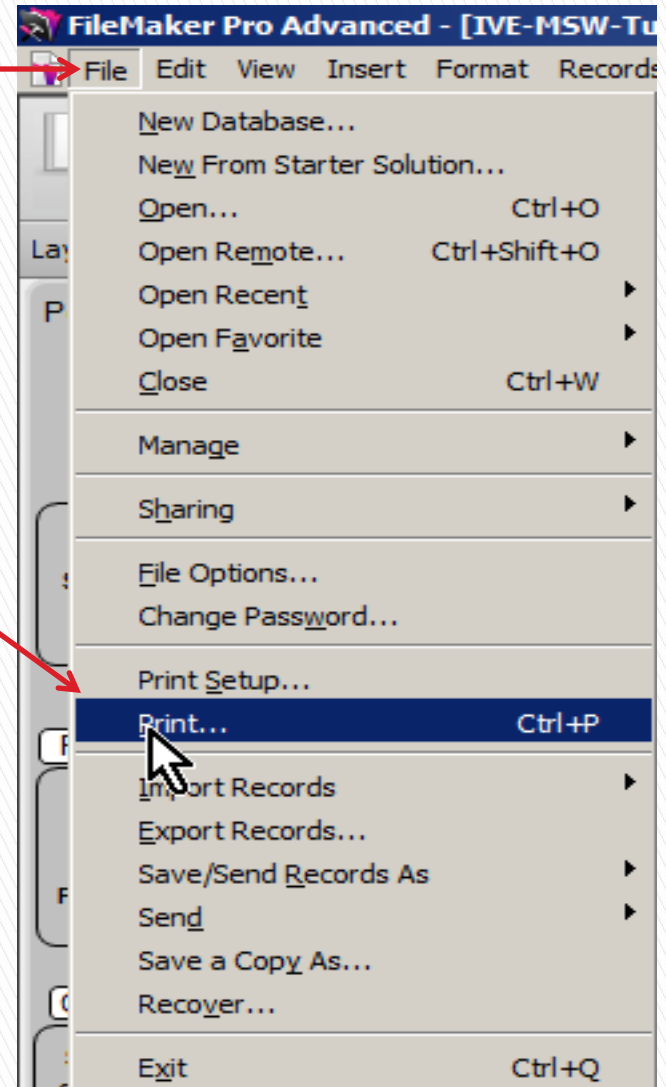 FileMaker Pro Advanced - [IVE-MSW-Tu
File Edit View Insert Format Records
New Database...
New From Starter Solution...
Open... Ctrl+O
Lay
Open Remote... Ctrl+Shift+O
Open Recent
P
Open Favorite
Close Ctrl+W
Manage
Sharing
File Options...
Change Password...
Print Setup...
Print... Ctrl+P
Import Records
Export Records...
Save/Send Records As
F
Send
Save a Copy As...
Recover...
Exit Ctrl+Q